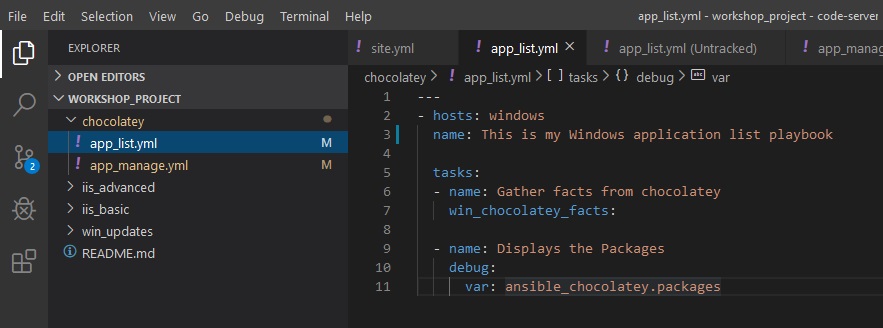 File Edit Selection View Go Debug Terminal Help app_list.yml - workshop_project - code-server
EXPLORER
OPEN EDITORS
WORKSHOP_PROJECT
chocolatey
app_list.yml M
app_manage.yml M
iis_advanced
iis_basic
win_updates
README.md
2
site.yml app_list.yml app_list.yml (Untracked) app_manag
chocolatey > ! app_list.yml > [ ] tasks > {} debug > abc var
1 ---
2 - hosts: windows
3   name: This is my Windows application list playbook
4
5   tasks:
6   - name: Gather facts from chocolatey
7     win_chocolatey_facts:
8
9   - name: Displays the Packages
10     debug:
11       var: ansible_chocolatey.packages